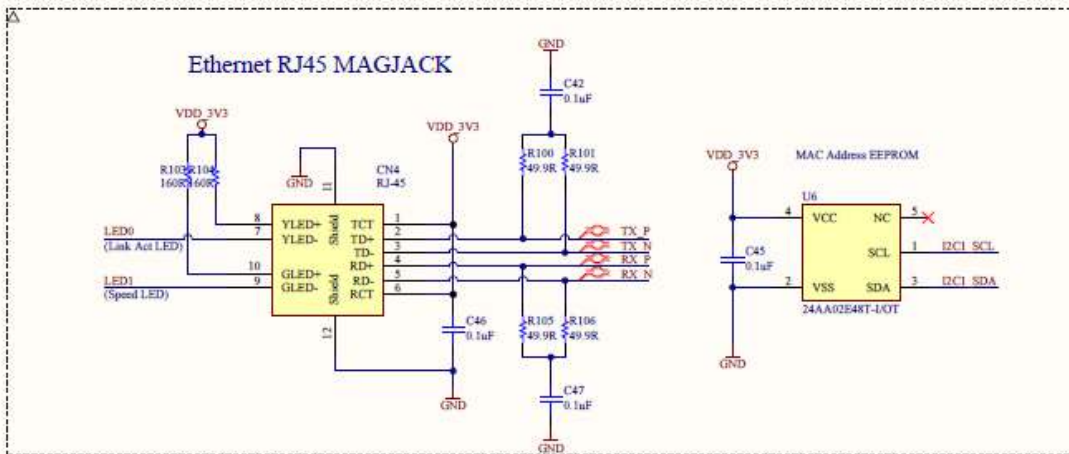 Ethernet RJ45 MAGJACK
GND
C42
0.1uF
VDD_3V3
VDD_3V3
R103
160R
R104
160R
GND
CN4
RJ-45
R100
49.9R
R101
49.9R
11
Shield
8 YLED+ TCT 1
7 YLED- TD+ 2
TD- 3
10 GLED+ RD+ 4
9 GLED- RD- 5
RCT 6
Shield
12
LED0
(Link Act LED)
LED1
(Speed LED)
TX_P
TX_N
RX_P
RX_N
C46
0.1uF
R105
49.9R
R106
49.9R
GND
C47
0.1uF
GND
MAC Address EEPROM
VDD_3V3
U6
4 VCC NC 5
SCL 1 I2C1_SCL
2 VSS SDA 3 I2C1_SDA
24AA02E48T-I/OT
C45
0.1uF
GND